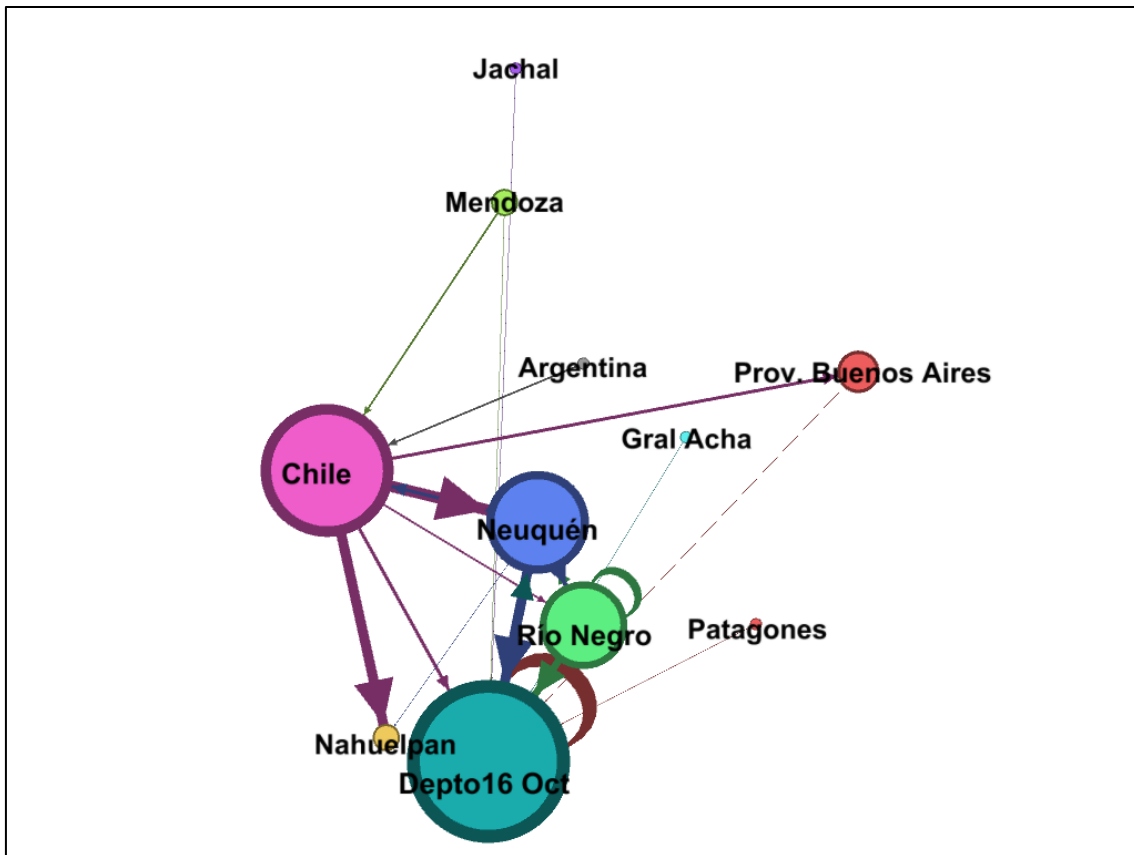 Jachal
Mendoza
Argentina
Prov. Buenos Aires
Gral Acha
Chile
Neuquén
Río Negro
Patagones
Nahuelpan
Depto16 Oct